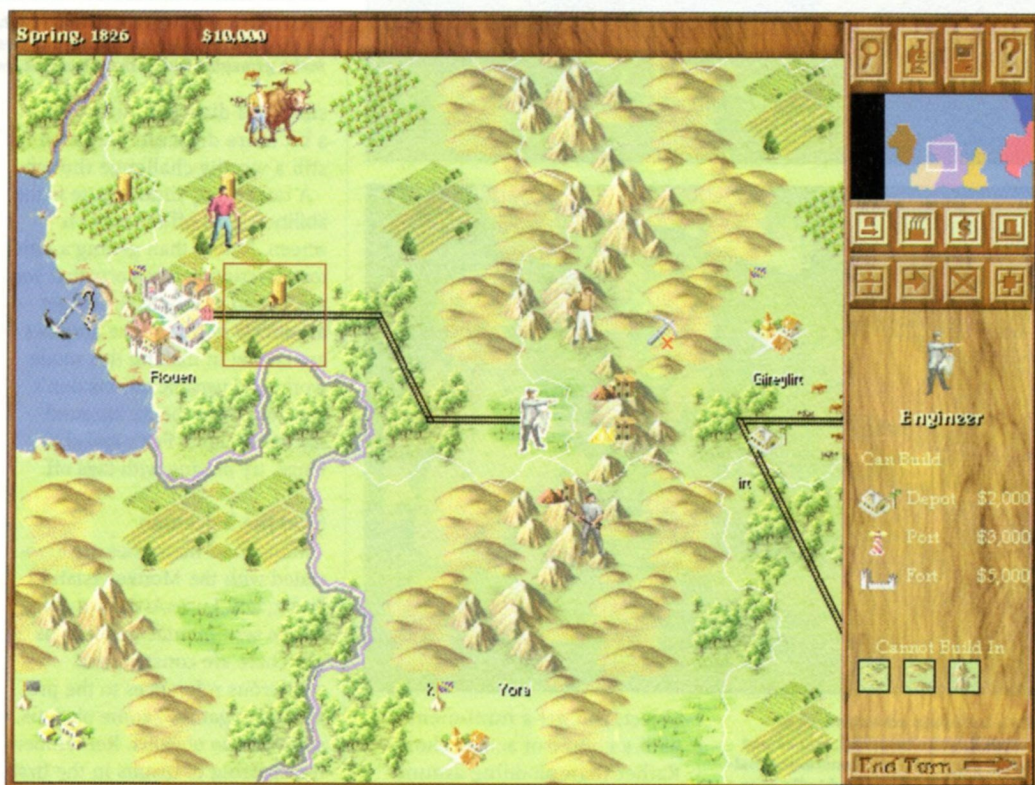 Spring, 1826 $10,000
Rouen
Engineer
Can Build
Depot $2,000
Port $3,000
Fort $5,000
Cannot Build In
Yora
End Turn